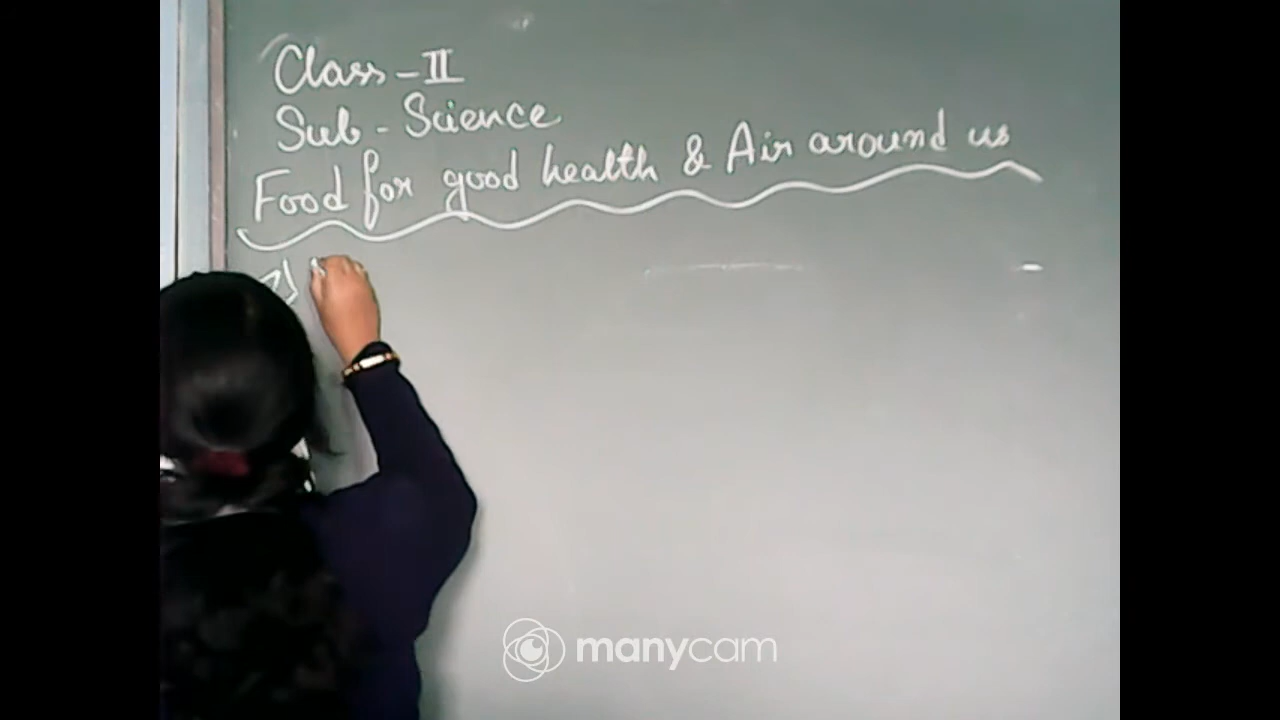 Class - II
Sub - Science
Food for good health & Air around us
manycam